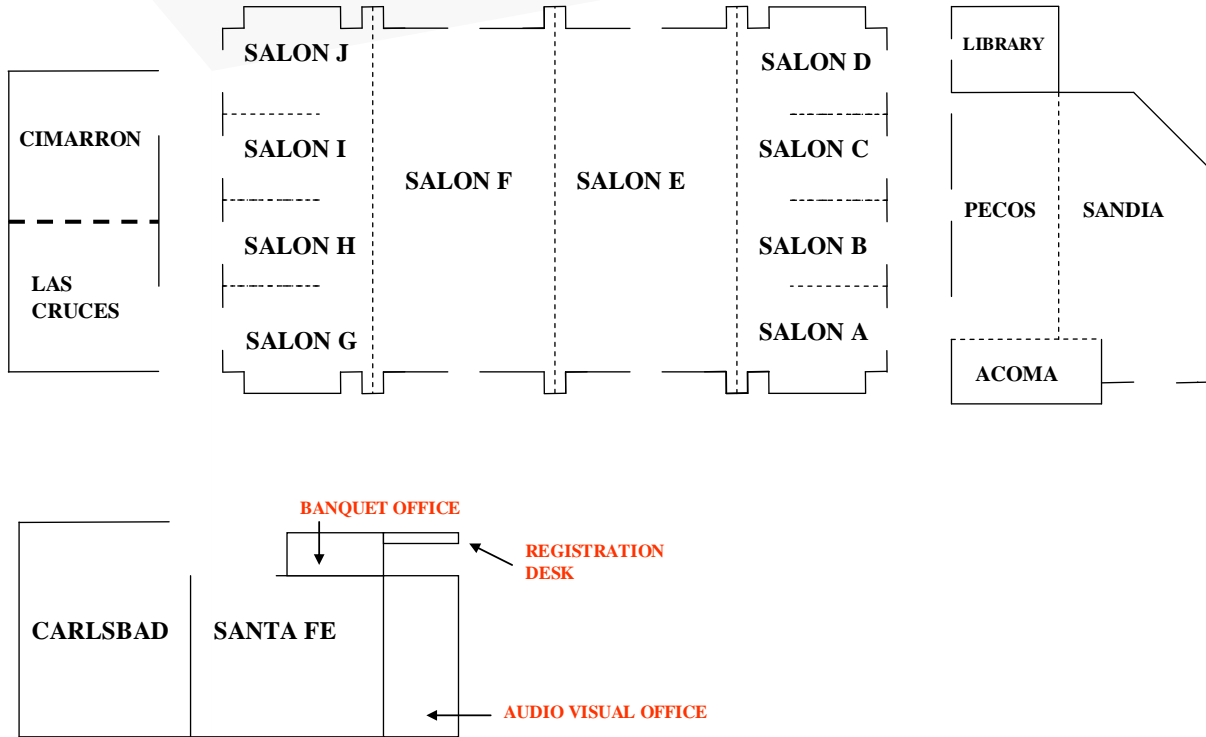 SALON J
SALON D
LIBRARY
CIMARRON
SALON I
SALON F
SALON E
SALON C
PECOS
SANDIA
SALON H
SALON B
LAS
CRUCES
SALON G
SALON A
ACOMA
BANQUET OFFICE
REGISTRATION
DESK
CARLSBAD
SANTA FE
AUDIO VISUAL OFFICE